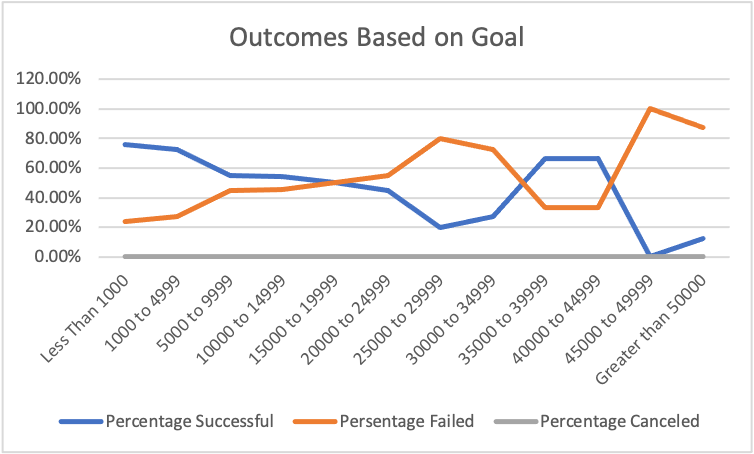 Outcomes Based on Goal
120.00%
100.00%
80.00%
60.00%
40.00%
20.00%
0.00%
Less Than 1000
1000 to 4999
5000 to 9999
10000 to 14999
15000 to 19999
20000 to 24999
25000 to 29999
30000 to 34999
35000 to 39999
40000 to 44999
45000 to 49999
Greater than 50000
Percentage Successful
Persentage Failed
Percentage Canceled